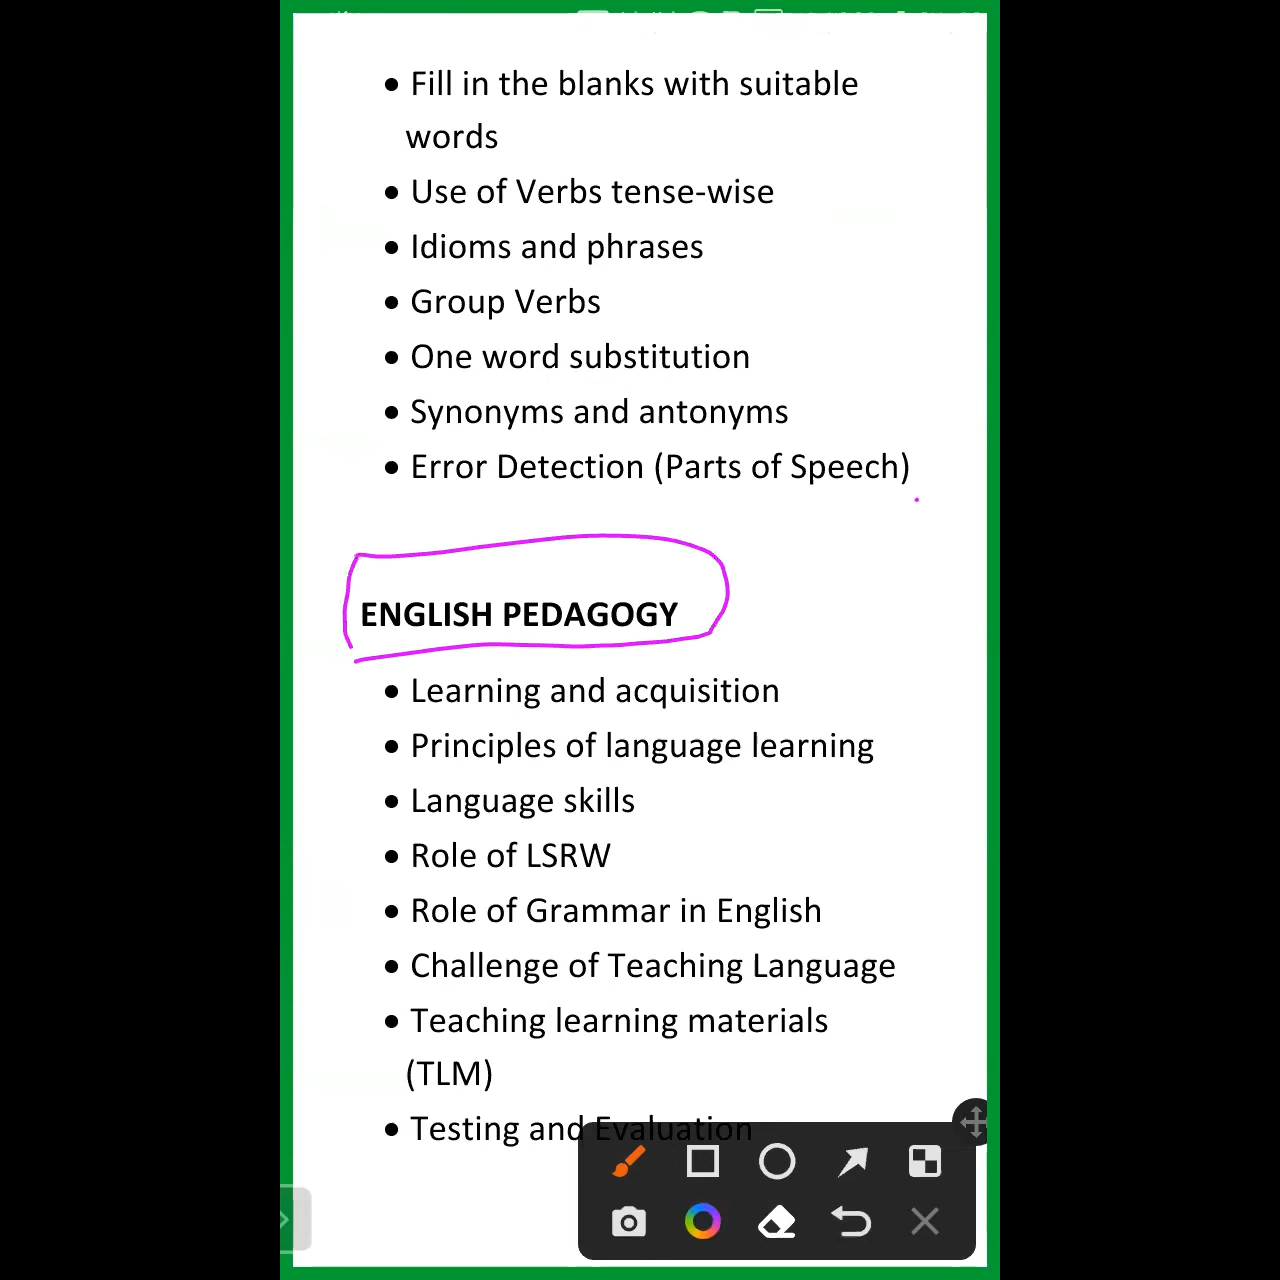 • Fill in the blanks with suitable
words
• Use of Verbs tense-wise
• Idioms and phrases
• Group Verbs
• One word substitution
• Synonyms and antonyms
• Error Detection (Parts of Speech)
ENGLISH PEDAGOGY
• Learning and acquisition
• Principles of language learning
• Language skills
• Role of LSRW
• Role of Grammar in English
• Challenge of Teaching Language
• Teaching learning materials
(TLM)
• Testing and Evaluation